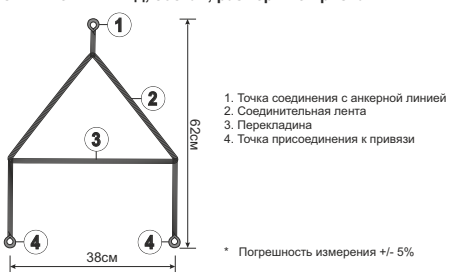 1
2
3
4
4
62см
38см
1. Точка соединения с анкерной линией
2. Соединительная лента
3. Перекладина
4. Точка присоединения к привязи
* Погрешность измерения +/- 5%